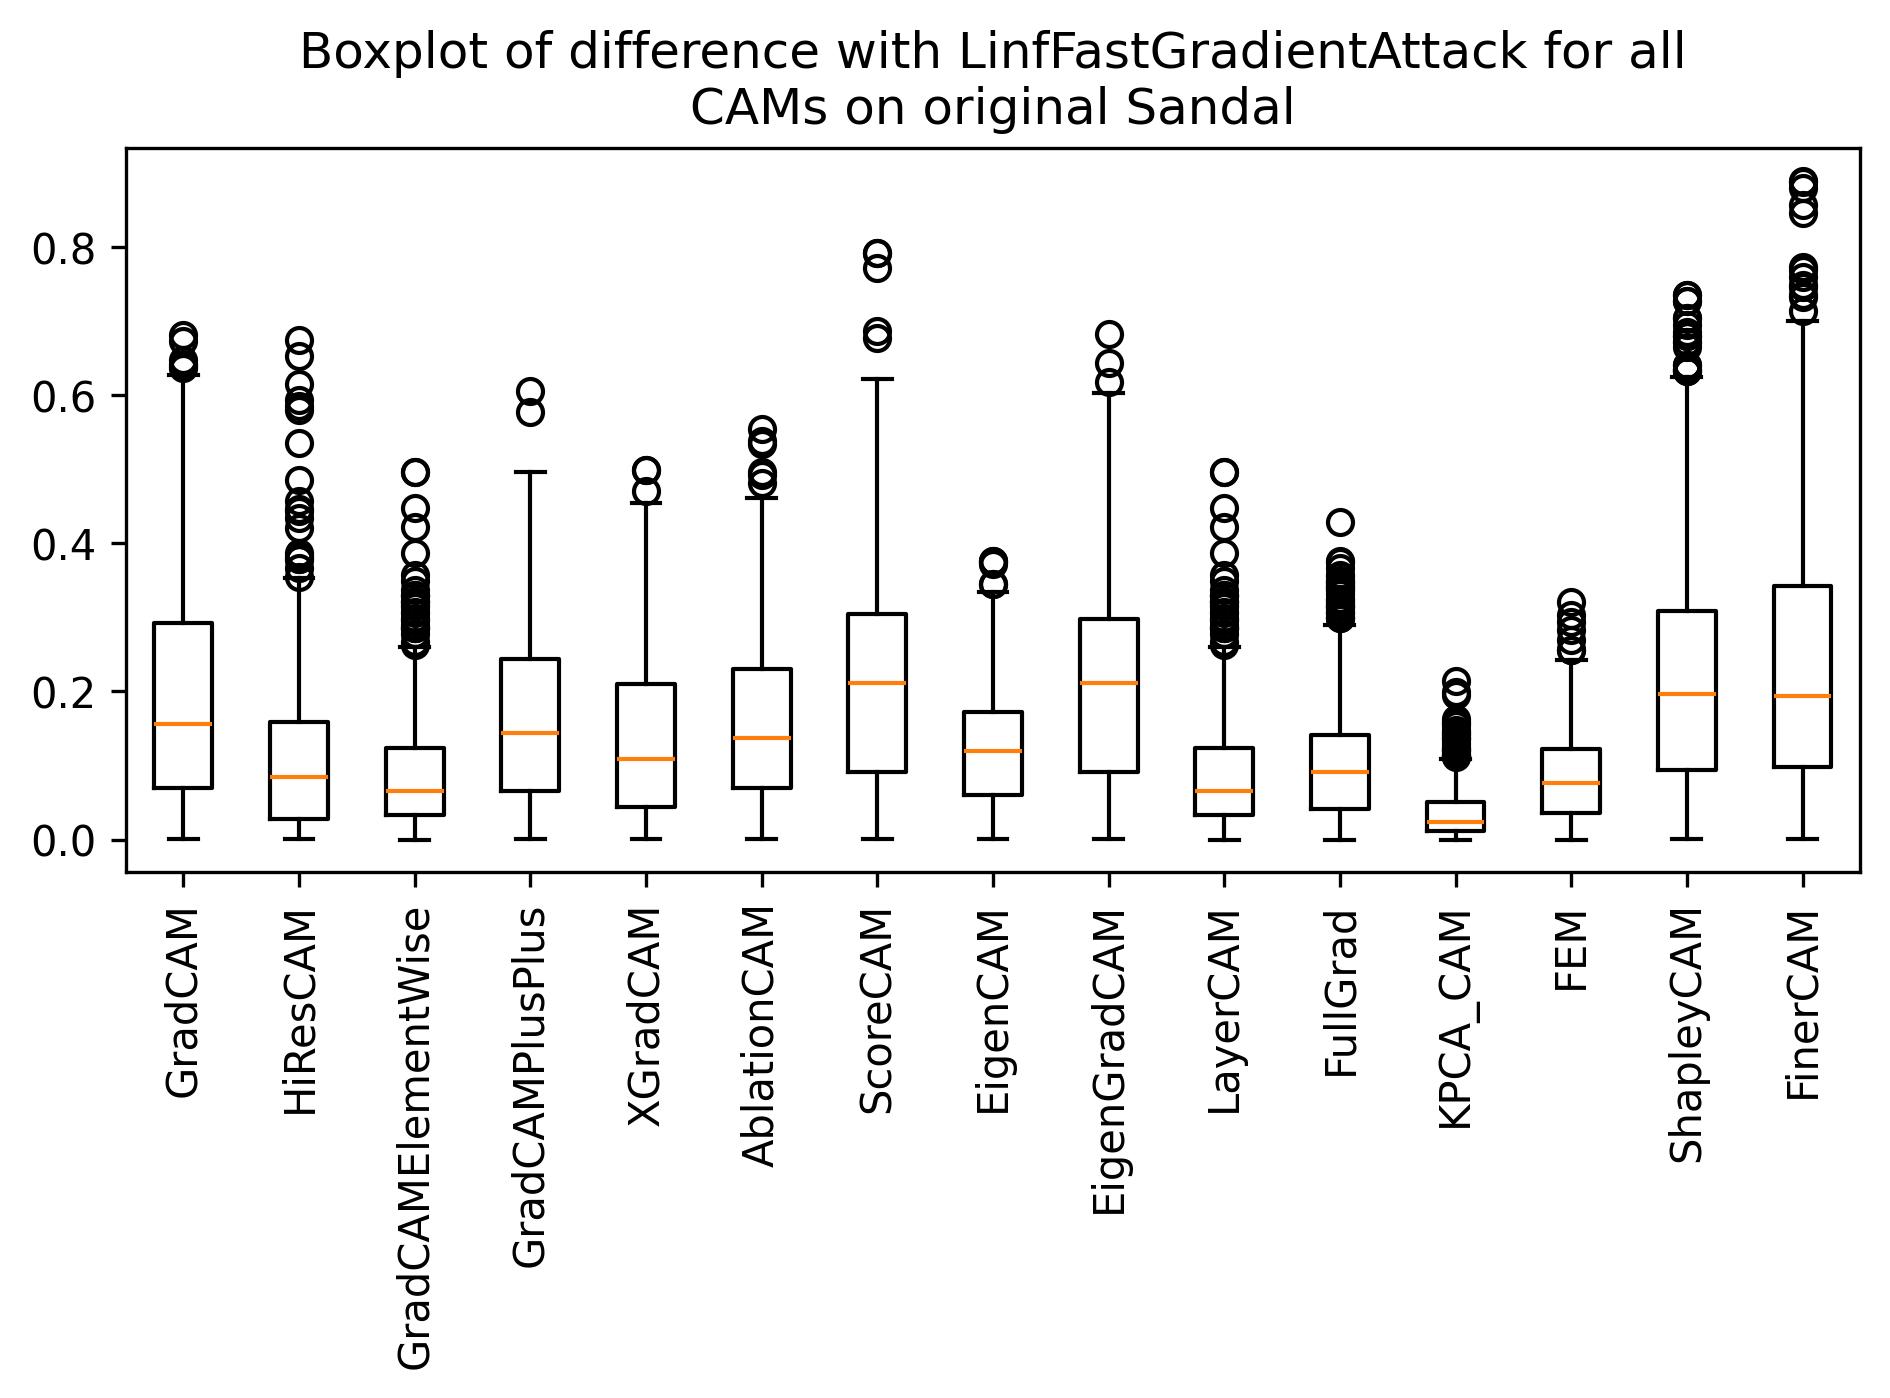 Boxplot of difference with LinfFastGradientAttack for all
CAMs on original Sandal
0.8
0.6
0.4
0.2
0.0
GradCAM
HiResCAM
GradCAMElementWise
GradCAMPlusPlus
XGradCAM
AblationCAM
ScoreCAM
EigenCAM
EigenGradCAM
LayerCAM
FullGrad
KPCA_CAM
FEM
ShapleyCAM
FinerCAM